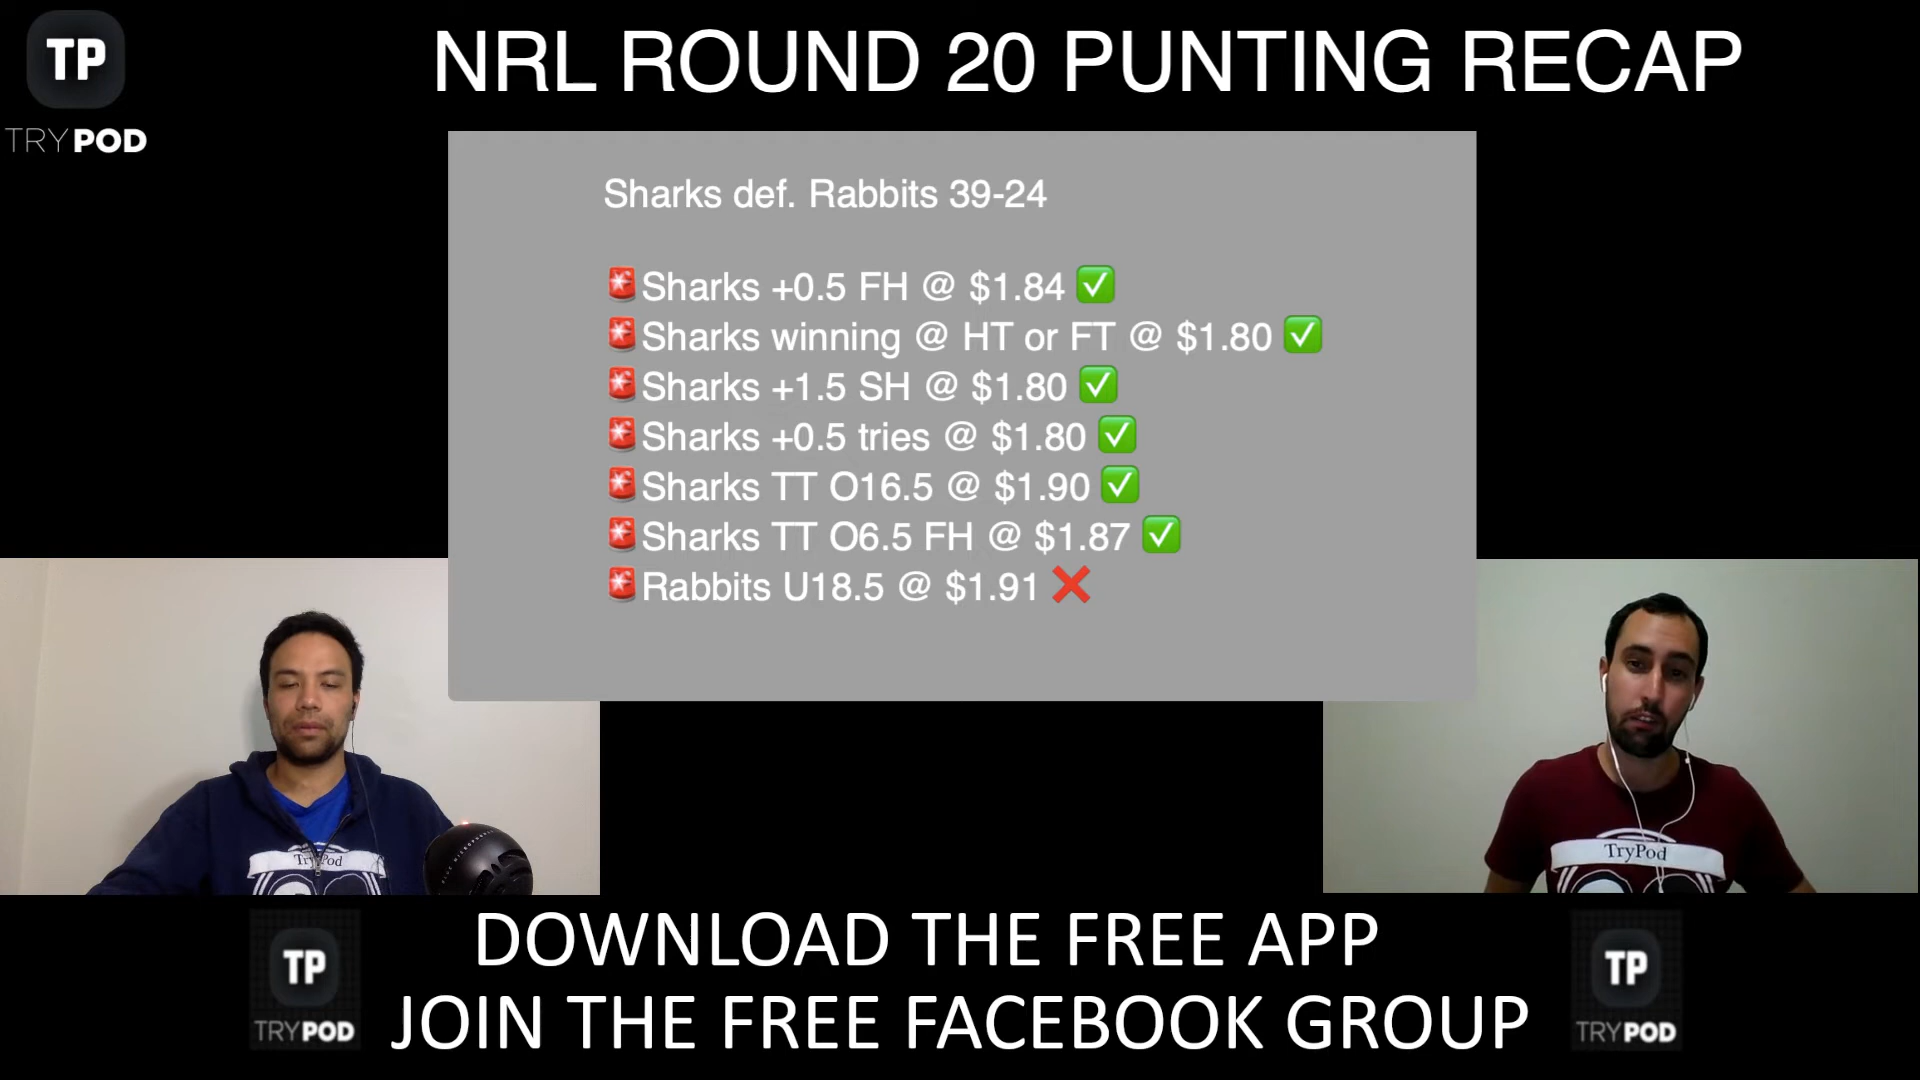 TP
TRYPOD
NRL ROUND 20 PUNTING RECAP
Sharks def. Rabbits 39-24
🚨Sharks +0.5 FH @ $1.84 ✅
🚨Sharks winning @ HT or FT @ $1.80 ✅
🚨Sharks +1.5 SH @ $1.80 ✅
🚨Sharks +0.5 tries @ $1.80 ✅
🚨Sharks TT O16.5 @ $1.90 ✅
🚨Sharks TT O6.5 FH @ $1.87 ✅
🚨Rabbits U18.5 @ $1.91 ❌
TryPod
TryPod
DOWNLOAD THE FREE APP
JOIN THE FREE FACEBOOK GROUP
TP
TRYPOD
TP
TRYPOD